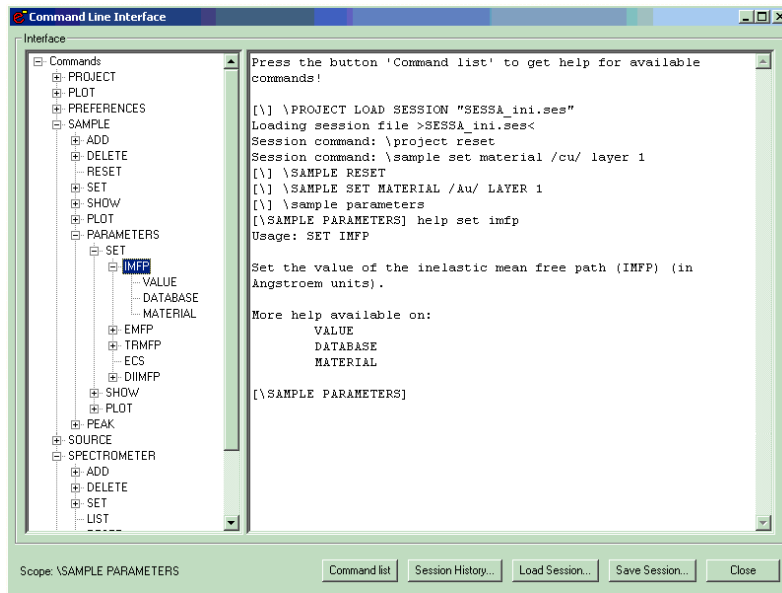 Command Line Interface
Interface
Commands
PROJECT
PLOT
PREFERENCES
SAMPLE
ADD
DELETE
RESET
SET
SHOW
PLOT
PARAMETERS
SET
IMFP
VALUE
DATABASE
MATERIAL
EMFP
TRMFP
ECS
DIIMFP
SHOW
PLOT
PEAK
SOURCE
SPECTROMETER
ADD
DELETE
SET
LIST
Press the button 'Command list' to get help for available
commands!
[\] \PROJECT LOAD SESSION "SESSA_ini.ses"
Loading session file >SESSA_ini.ses<
Session command: \project reset
Session command: \sample set material /cu/ layer 1
[\] \SAMPLE RESET
[\] \SAMPLE SET MATERIAL /Au/ LAYER 1
[\] \sample parameters
[\SAMPLE PARAMETERS] help set imfp
Usage: SET IMFP
Set the value of the inelastic mean free path (IMFP) (in
Angstroem units).
More help available on:
VALUE
DATABASE
MATERIAL
[\SAMPLE PARAMETERS]
Scope: \SAMPLE PARAMETERS
Command list
Session History...
Load Session...
Save Session...
Close